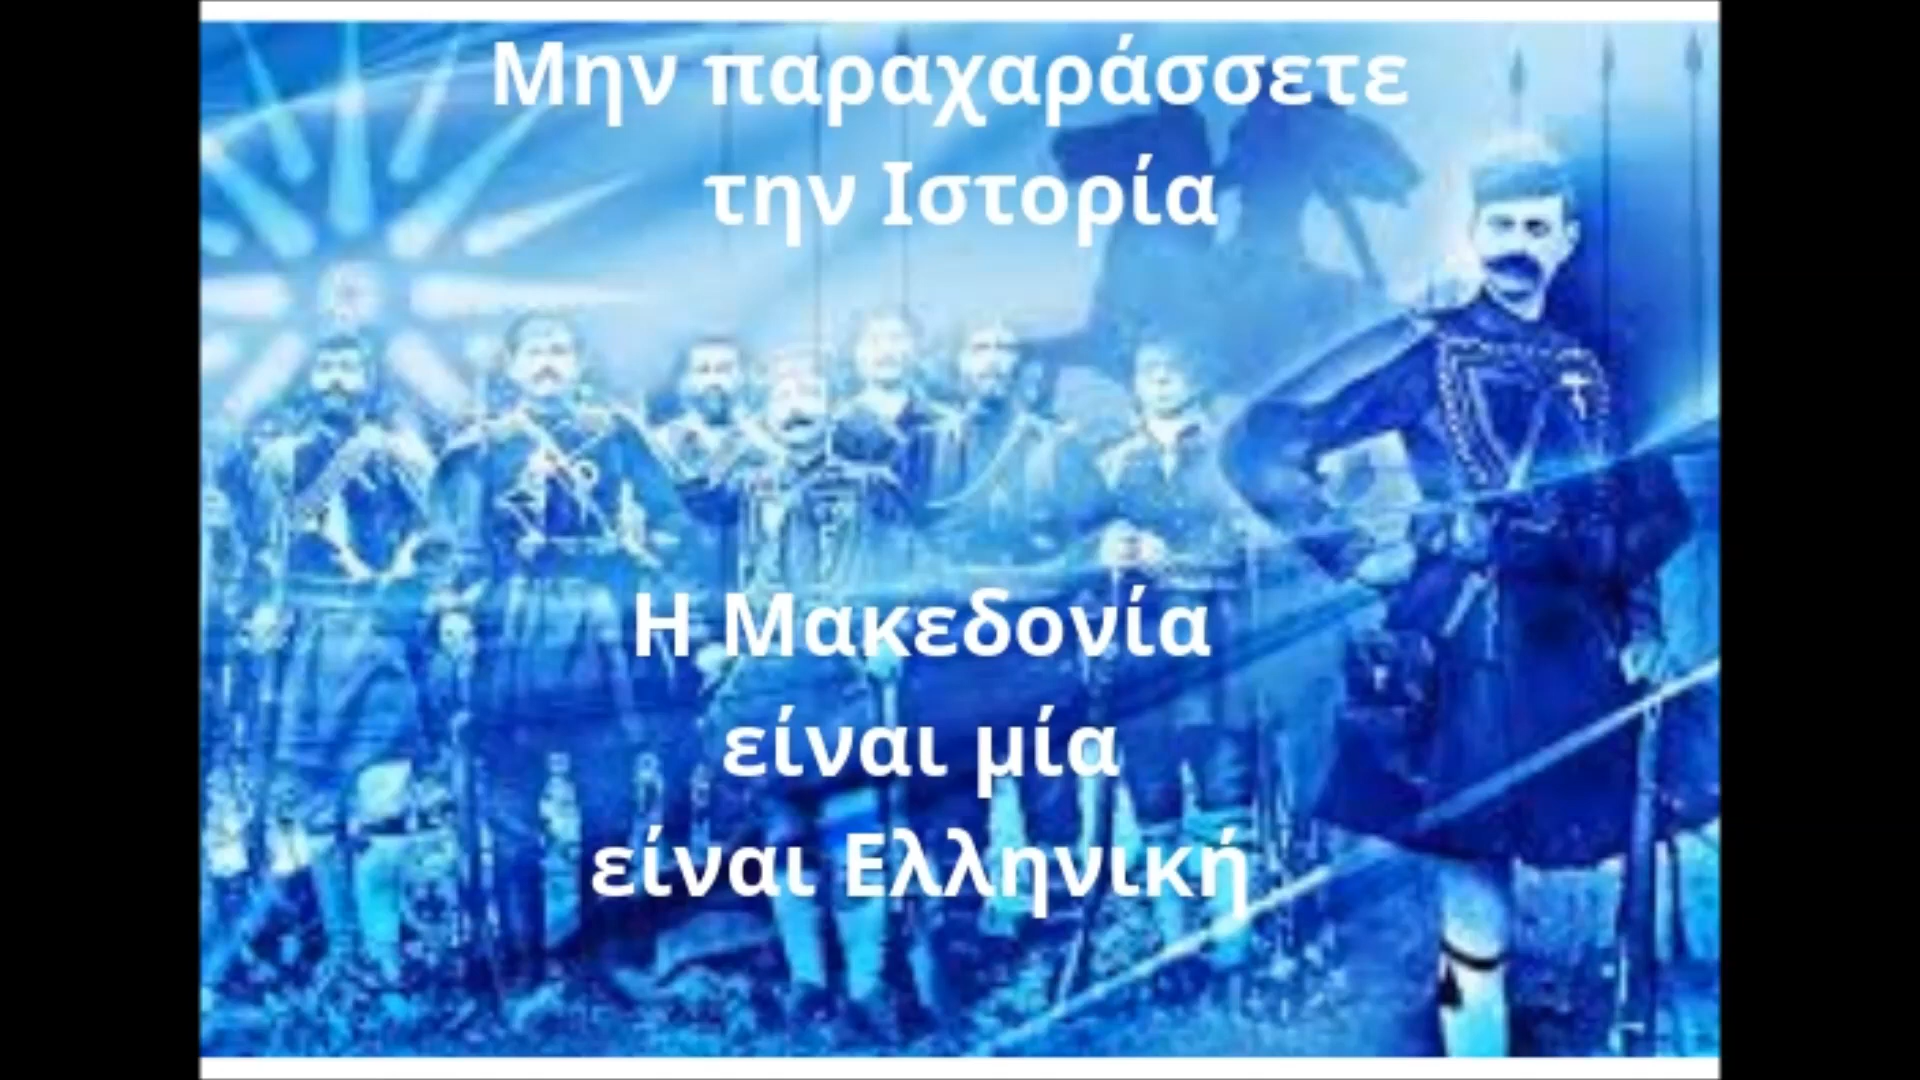 Μην παραχαράσσετε
την Ιστορία
Η Μακεδονία
είναι μία
είναι Ελληνική